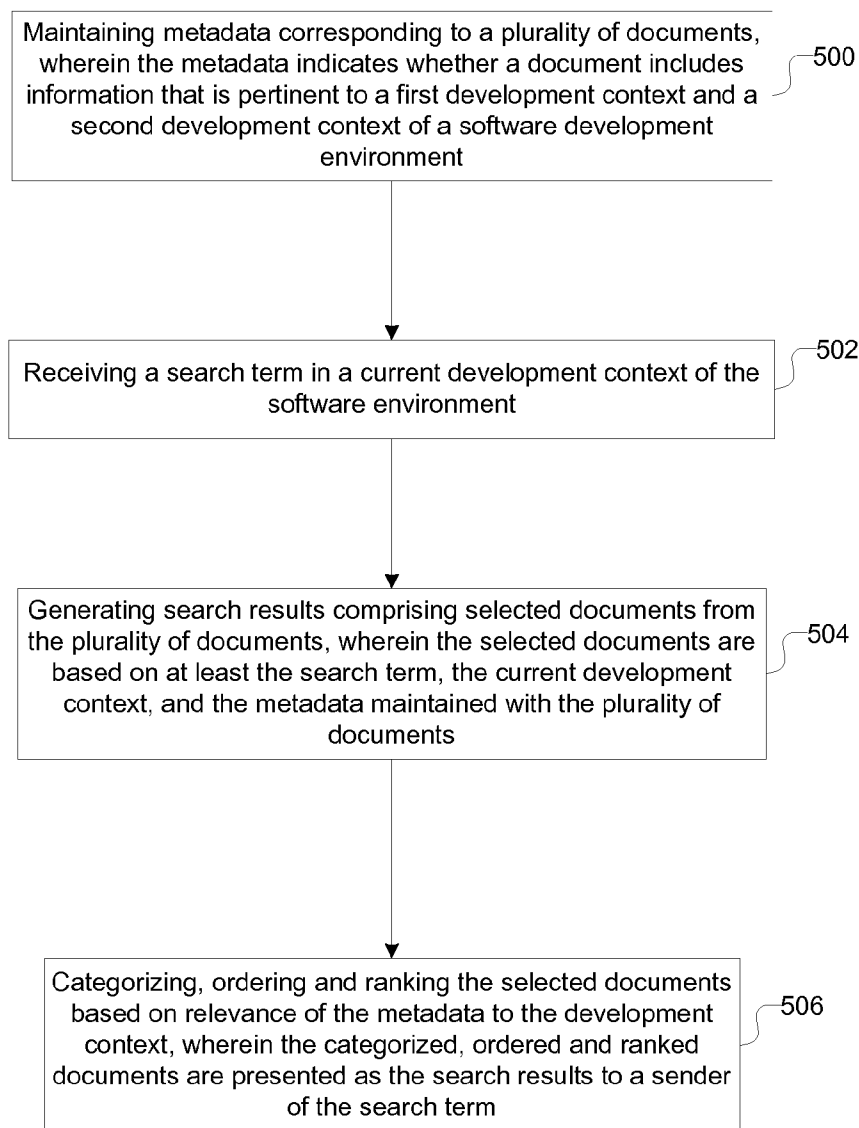 Maintaining metadata corresponding to a plurality of documents,
wherein the metadata indicates whether a document includes
information that is pertinent to a first development context and a
second development context of a software development
environment
500
Receiving a search term in a current development context of the
software environment
502
Generating search results comprising selected documents from
the plurality of documents, wherein the selected documents are
based on at least the search term, the current development
context, and the metadata maintained with the plurality of
documents
504
Categorizing, ordering and ranking the selected documents
based on relevance of the metadata to the development
context, wherein the categorized, ordered and ranked
documents are presented as the search results to a sender
of the search term
506